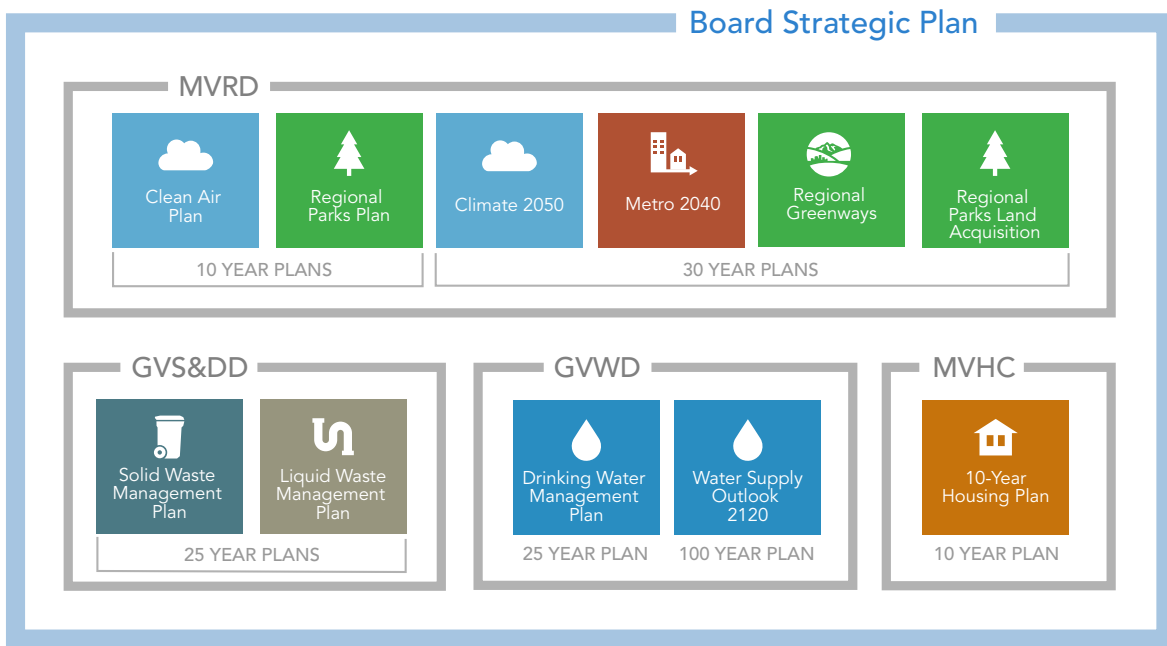 Board Strategic Plan
MVRD
Clean Air
Plan
Regional
Parks Plan
Climate 2050
Metro 2040
Regional
Greenways
Regional
Parks Land
Acquisition
10 YEAR PLANS
30 YEAR PLANS
GVS&DD
Solid Waste
Management
Plan
Liquid Waste
Management
Plan
25 YEAR PLANS
GVWD
Drinking Water
Management
Plan
Water Supply
Outlook
2120
25 YEAR PLAN
100 YEAR PLAN
MVHC
10-Year
Housing Plan
10 YEAR PLAN